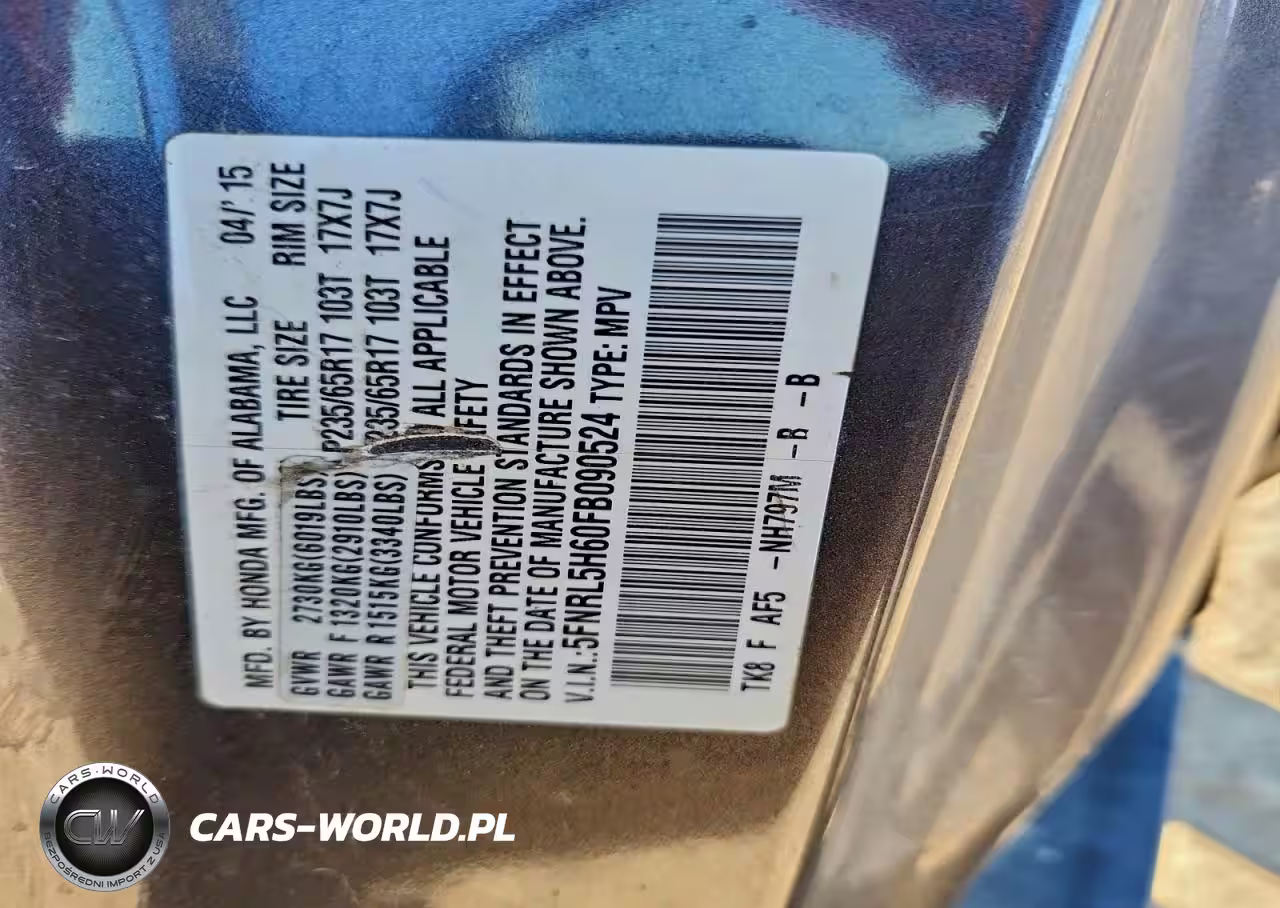 MFD. BY HONDA MFG. OF ALABAMA, LLC 04/'15
TIRE SIZE RIM SIZE
GVWR 2730KG(6019LBS)
GAWR F 1320KG(2910LBS) P235/65R17 103T 17X7J
GAWR R 1515KG(3340LBS) 235/65R17 103T 17X7J
THIS VEHICLE CONFORMS ALL APPLICABLE
FEDERAL MOTOR VEHICLE FETY
AND THEFT PREVENTION STANDARDS IN EFFECT
ON THE DATE OF MANUFACTURE SHOWN ABOVE.
V.I.N.:5FNRL5H60FB090524 TYPE: MPV
TK8 F AF5 -NH797M -B -B
CARS-WORLD
CW
BEZPOŚREDNI IMPORT Z USA
CARS-WORLD.PL